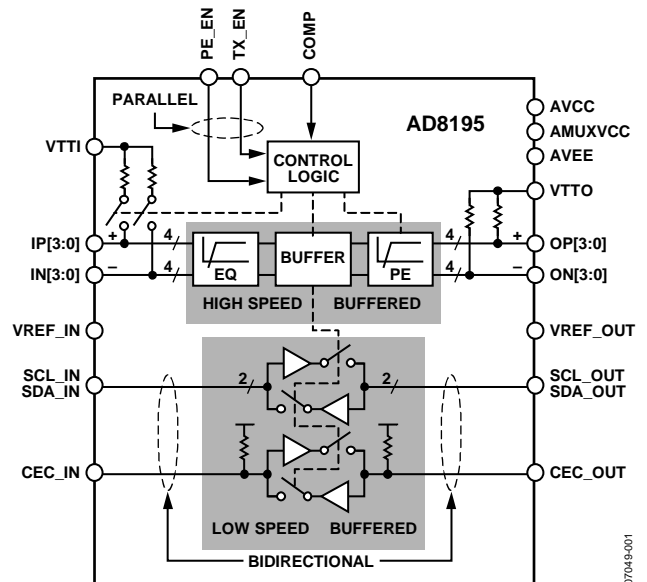 PE_EN
TX_EN
COMP
PARALLEL
AD8195
AVCC
AMUXVCC
AVEE
VTTI
CONTROL
LOGIC
VTTO
IP[3:0]
+
4
4
+
OP[3:0]
IN[3:0]
–
4
EQ
BUFFER
PE
4
–
ON[3:0]
HIGH SPEED
BUFFERED
VREF_IN
VREF_OUT
SCL_IN
SDA_IN
2
2
SCL_OUT
SDA_OUT
CEC_IN
CEC_OUT
LOW SPEED
BUFFERED
BIDIRECTIONAL
07049-001